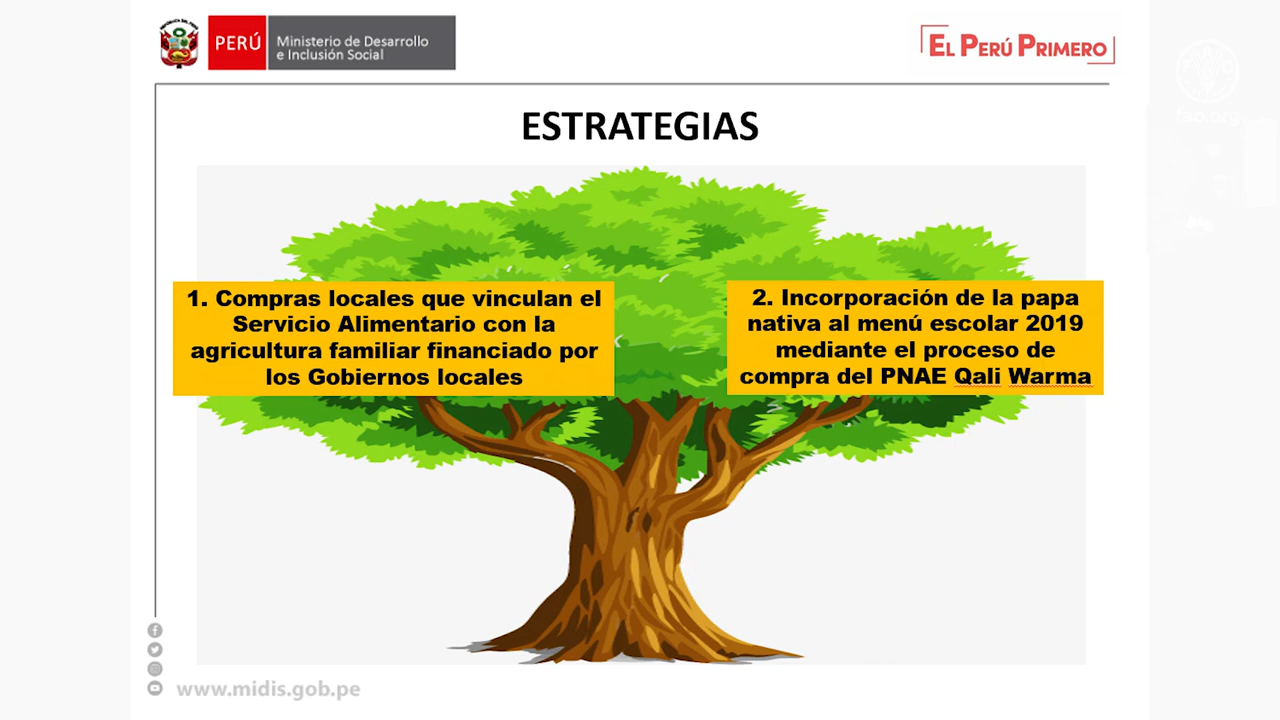 PERÚ
Ministerio de Desarrollo
e Inclusión Social
EL PERÚ PRIMERO
fao.org
ESTRATEGIAS
1. Compras locales que vinculan el
Servicio Alimentario con la
agricultura familiar financiado por
los Gobiernos locales
2. Incorporación de la papa
nativa al menú escolar 2019
mediante el proceso de
compra del PNAE Qali Warma
www.midis.gob.pe